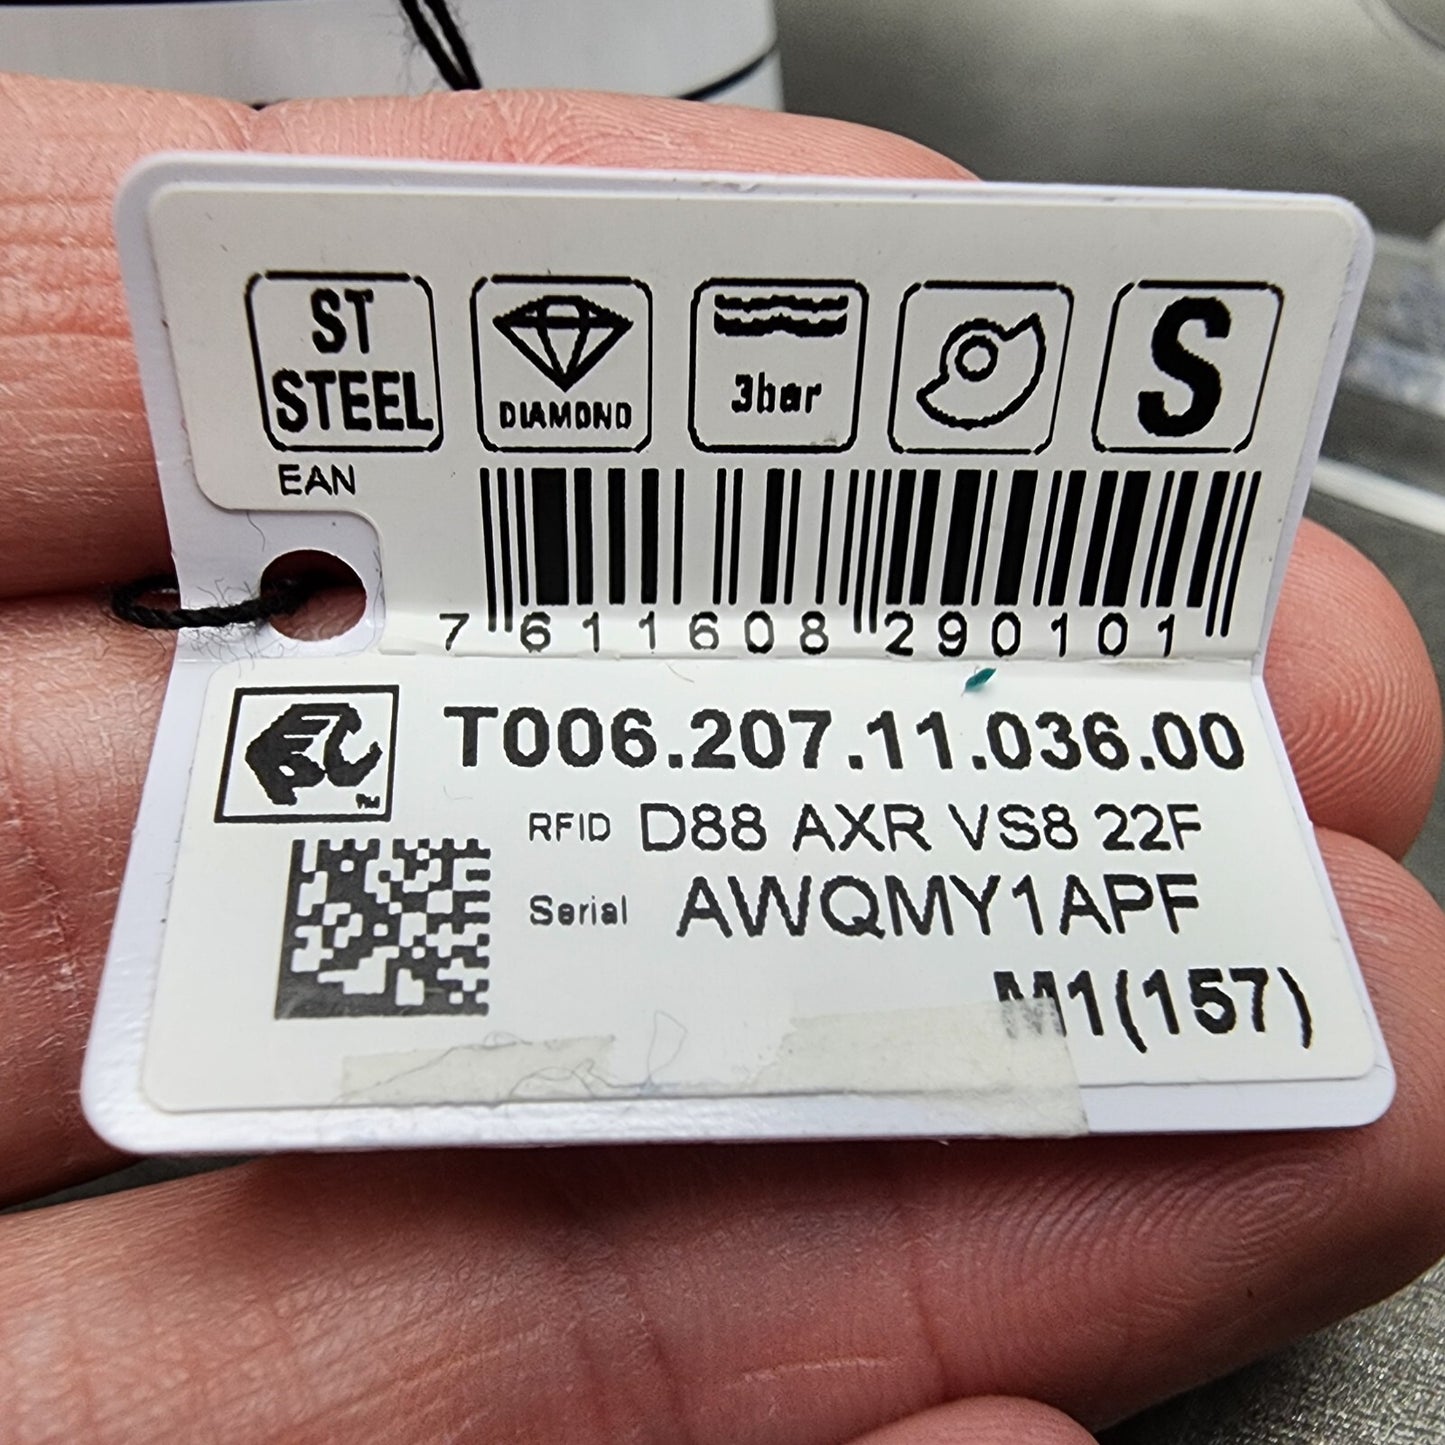 ST
STEEL
DIAMOND
3bar
S
EAN
7 611608 290101
T006.207.11.036.00
RFID D88 AXR VS8 22F
Serial AWQMY1APF
M1(157)
TM